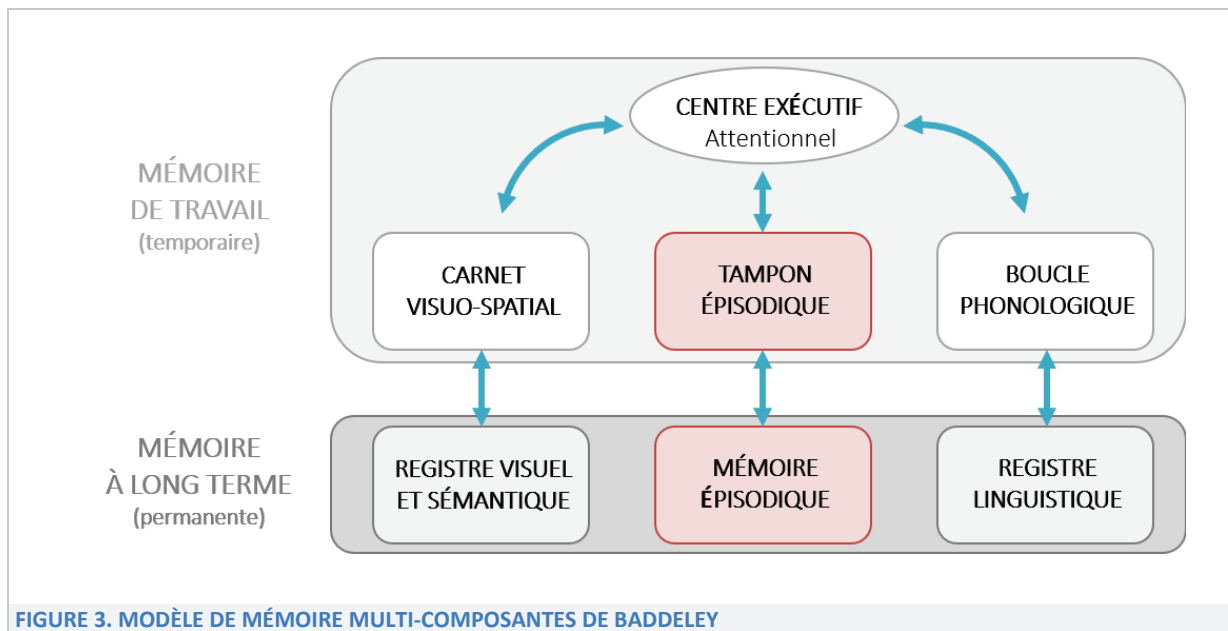 CENTRE EXÉCUTIF
Attentionnel
MÉMOIRE
DE TRAVAIL
(temporaire)
CARNET
VISUO-SPATIAL
TAMPON
ÉPISODIQUE
BOUCLE
PHONOLOGIQUE
MÉMOIRE
À LONG TERME
(permanente)
REGISTRE VISUEL
ET SÉMANTIQUE
MÉMOIRE
ÉPISODIQUE
REGISTRE
LINGUISTIQUE
FIGURE 3. MODÈLE DE MÉMOIRE MULTI-COMPOSANTES DE BADDELEY